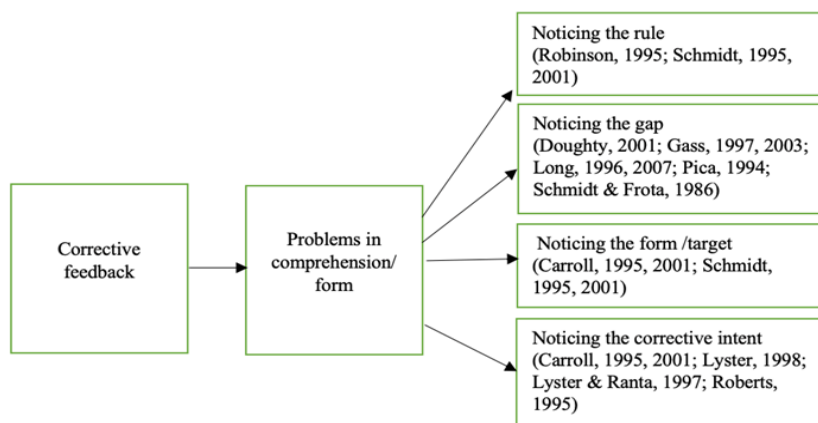 Corrective
feedback
Problems in
comprehension/
form
Noticing the rule
(Robinson, 1995; Schmidt, 1995,
2001)
Noticing the gap
(Doughty, 2001; Gass, 1997, 2003;
Long, 1996, 2007; Pica, 1994;
Schmidt & Frota, 1986)
Noticing the form /target
(Carroll, 1995, 2001; Schmidt,
1995, 2001)
Noticing the corrective intent
(Carroll, 1995, 2001; Lyster, 1998;
Lyster & Ranta, 1997; Roberts,
1995)